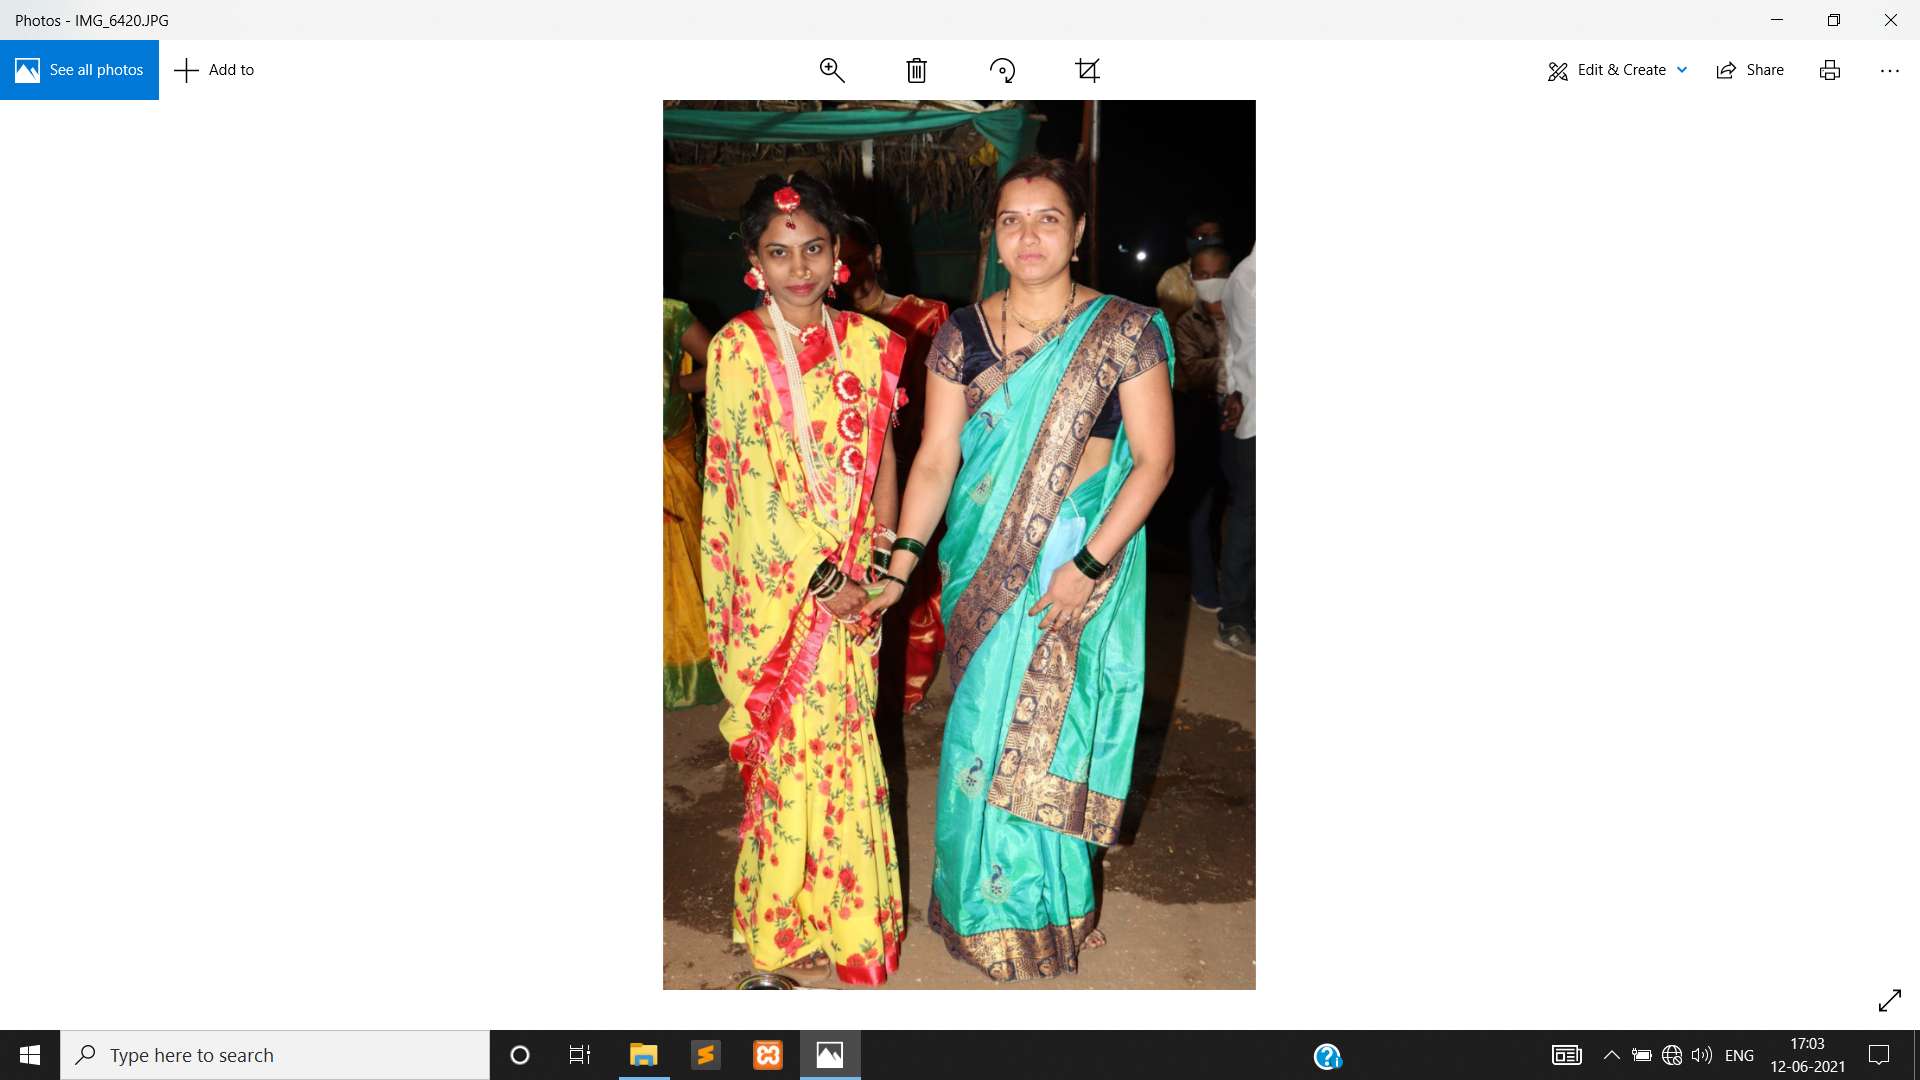 Photos - IMG_6420.JPG
See all photos
Add to
Edit & Create
Share
Type here to search
ENG
17:03
12-06-2021